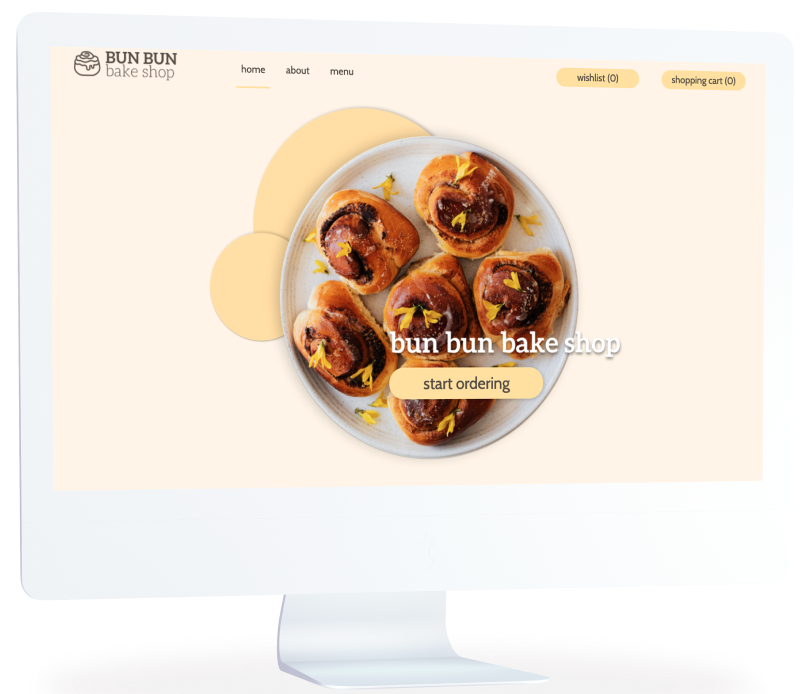 BUN BUN
bake shop
home about menu wishlist (0) shopping cart (0)
bun bun bake shop
start ordering